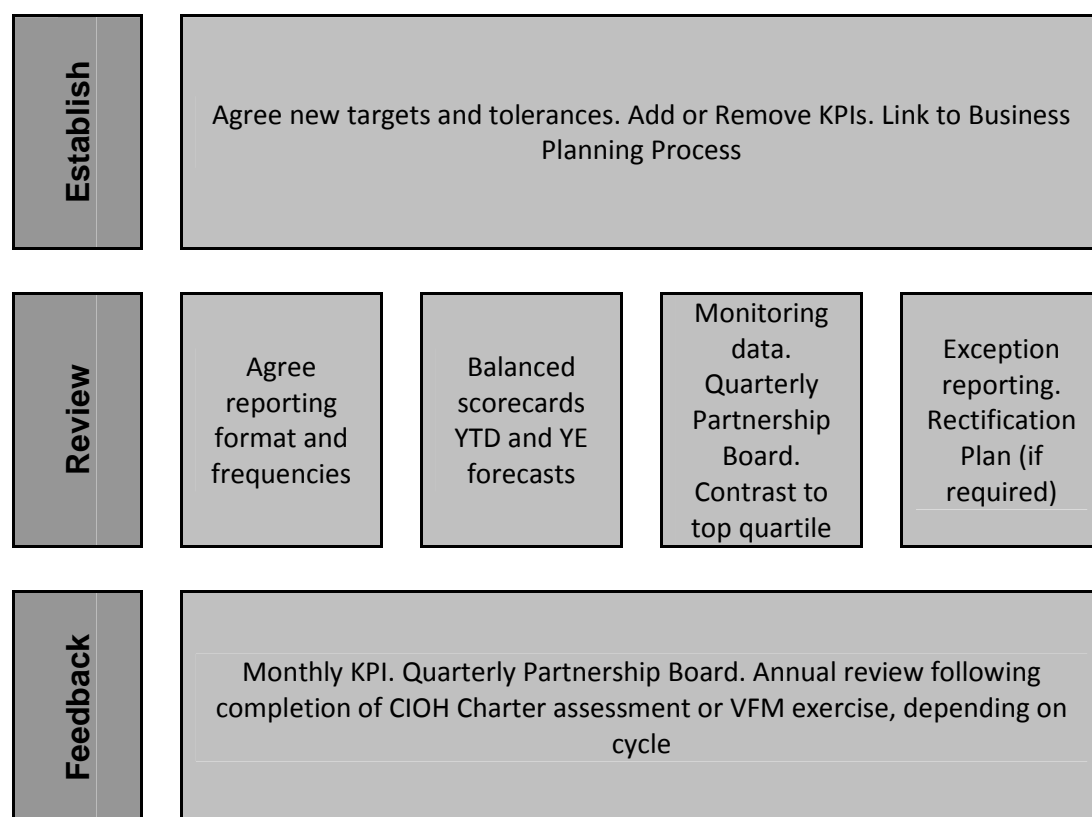 Establish
Agree new targets and tolerances. Add or Remove KPIs. Link to Business
Planning Process
Review
Agree
reporting
format and
frequencies
Balanced
scorecards
YTD and YE
forecasts
Monitoring
data.
Quarterly
Partnership
Board.
Contrast to
top quartile
Exception
reporting.
Rectification
Plan (if
required)
Feedback
Monthly KPI. Quarterly Partnership Board. Annual review following
completion of CIOH Charter assessment or VFM exercise, depending on
cycle